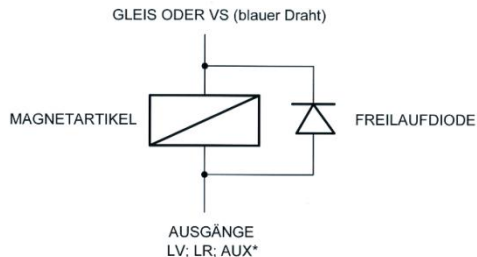 GLEIS ODER VS (blauer Draht)
MAGNETARTIKEL
FREILAUFDIODE
AUSGÄNGE
LV; LR; AUX*